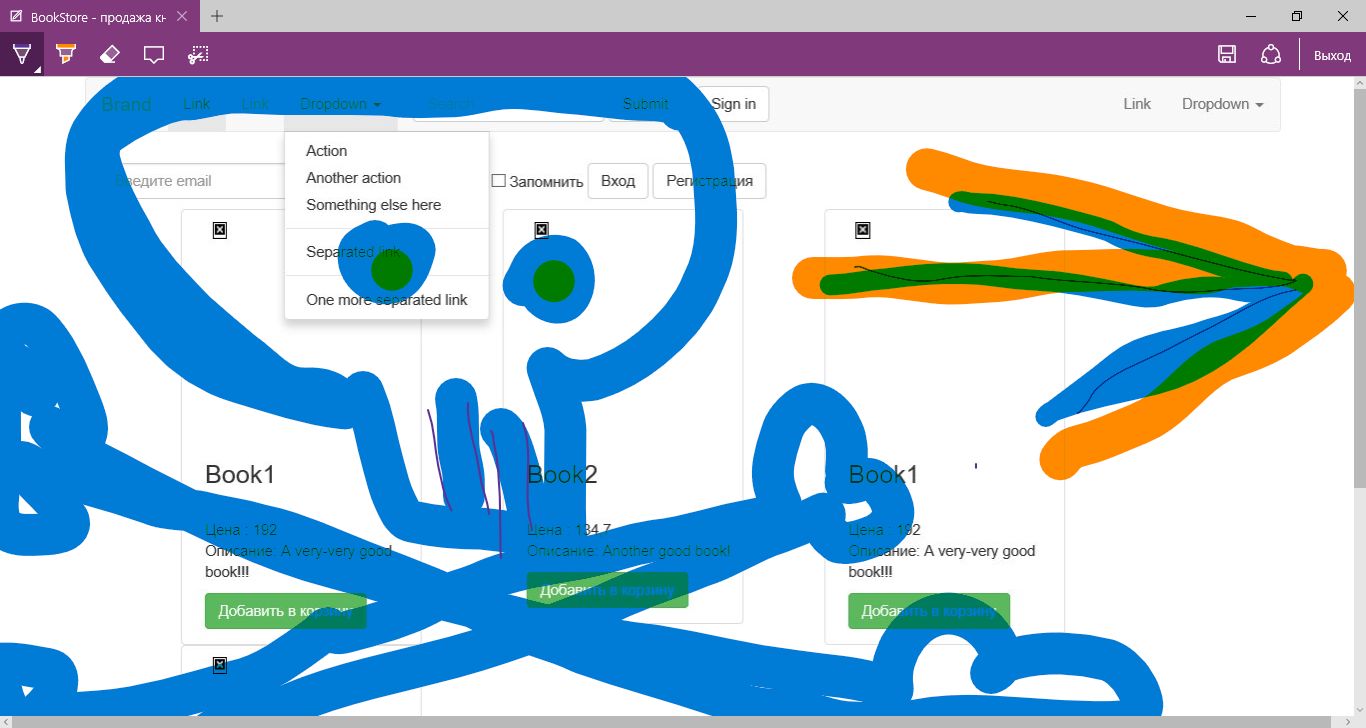 BookStore - продажа кн
Выход
Brand Link Link Dropdown Search Submit Sign in Link Dropdown
Action
Another action
Something else here
Separated link
One more separated link
Введите email
Запомнить Вход Регистрация
Book1
Цена : 192
Описание: A very-very good
book!!!
Добавить в корзину
Book2
Цена : 134.7
Описание: Another good book!
Добавить в корзину
Book1
Цена : 192
Описание: A very-very good
book!!!
Добавить в корзину